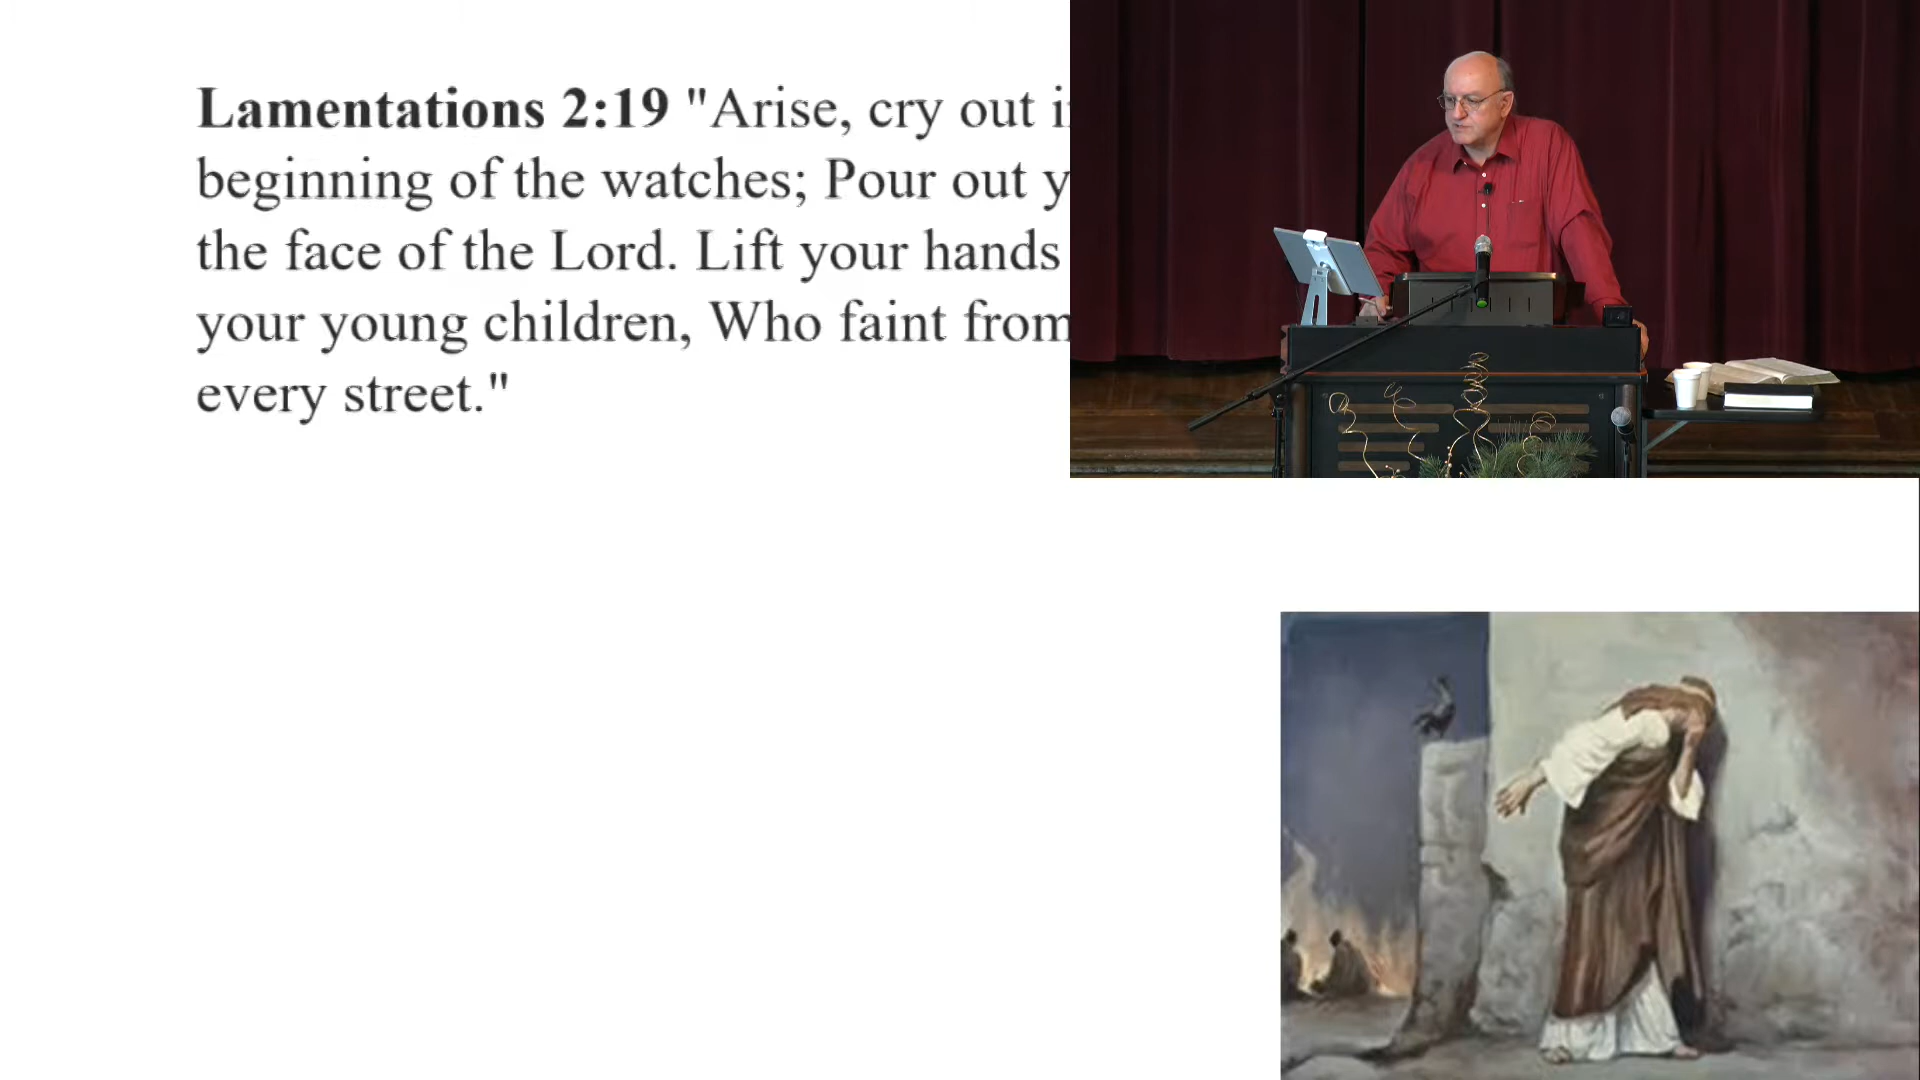 Lamentations 2:19 "Arise, cry out
beginning of the watches; Pour out
the face of the Lord. Lift your hands
your young children, Who faint from
every street."